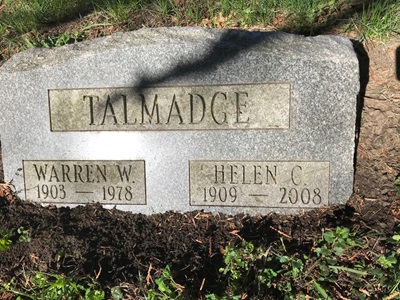 TALMADGE
WARREN W.
1903 — 1978
HELEN C.
1909 — 2008